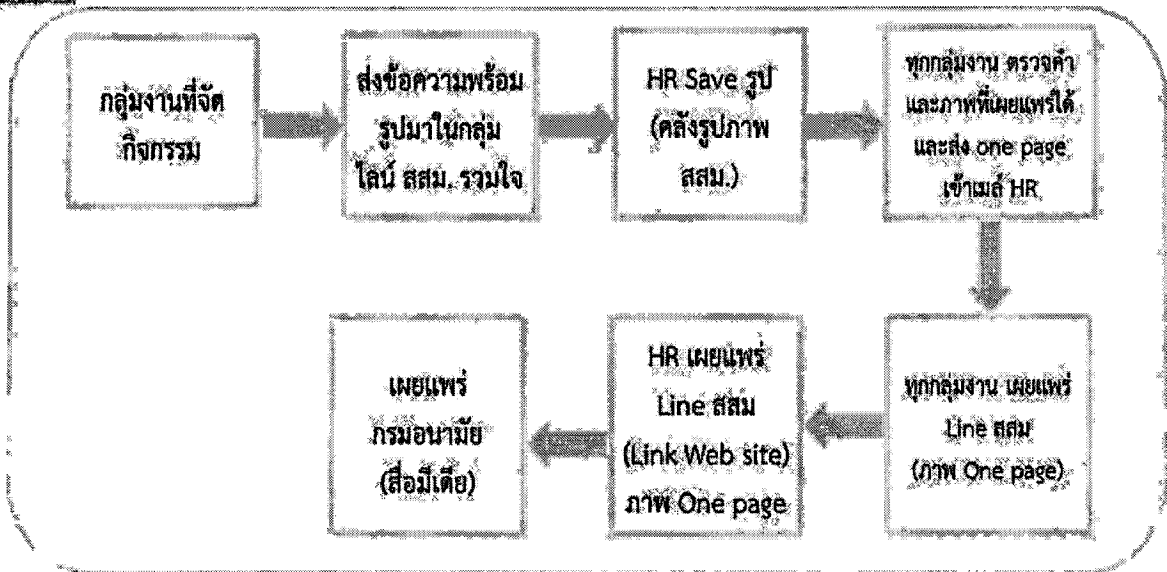 กลุ่มงานที่จัด
กิจกรรม
ส่งข้อความพร้อม
รูปมาในกลุ่ม
ไลน์ สสม. รวมใจ
HR Save รูป
(คลังรูปภาพ
สสม.)
ทุกกลุ่มงาน ตรวจคำ
และภาพที่เผยแพร่ได้
และส่ง one page
เข้าเมล์ HR
ทุกกลุ่มงาน เผยแพร่
Line สสม
(ภาพ One page)
HR เผยแพร่
Line สสม
(Link Web site)
ภาพ One page
เผยแพร่
กรมอนามัย
(สื่อมีเดีย)